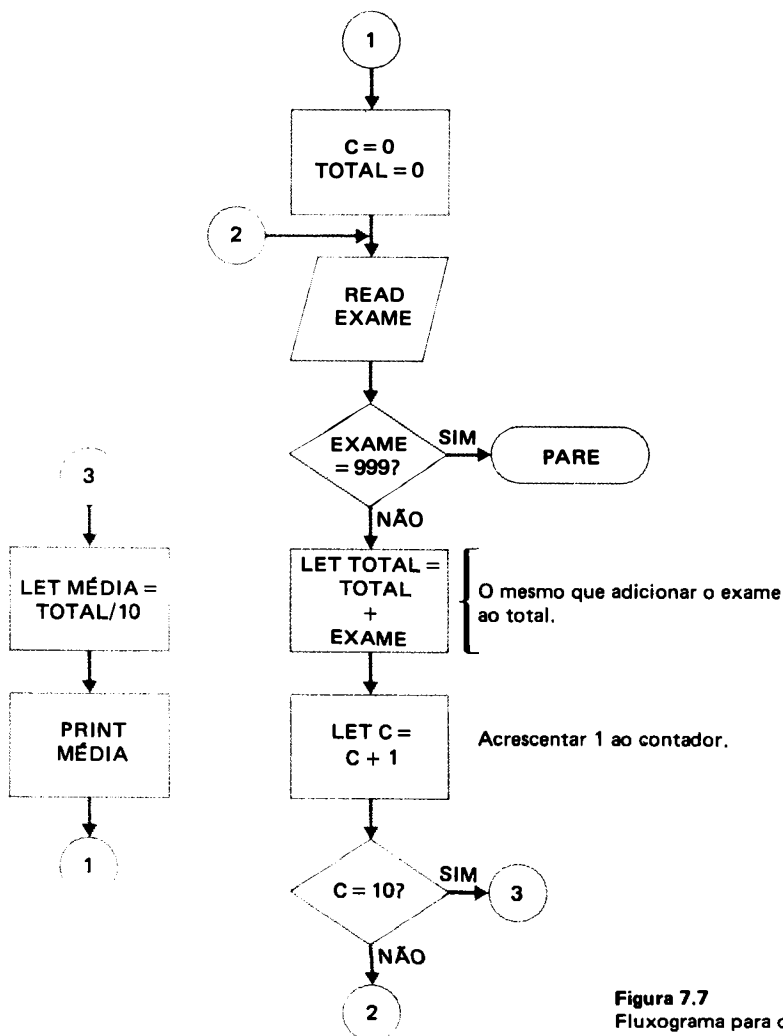 1
C = 0
TOTAL = 0
2
READ
EXAME
EXAME
= 999?
SIM
PARE
NÃO
LET TOTAL =
TOTAL
+
EXAME
O mesmo que adicionar o exame
ao total.
LET C =
C + 1
Acrescentar 1 ao contador.
C = 10?
SIM
3
NÃO
2
3
LET MÉDIA =
TOTAL/10
PRINT
MÉDIA
1
Figura 7.7
Fluxograma para